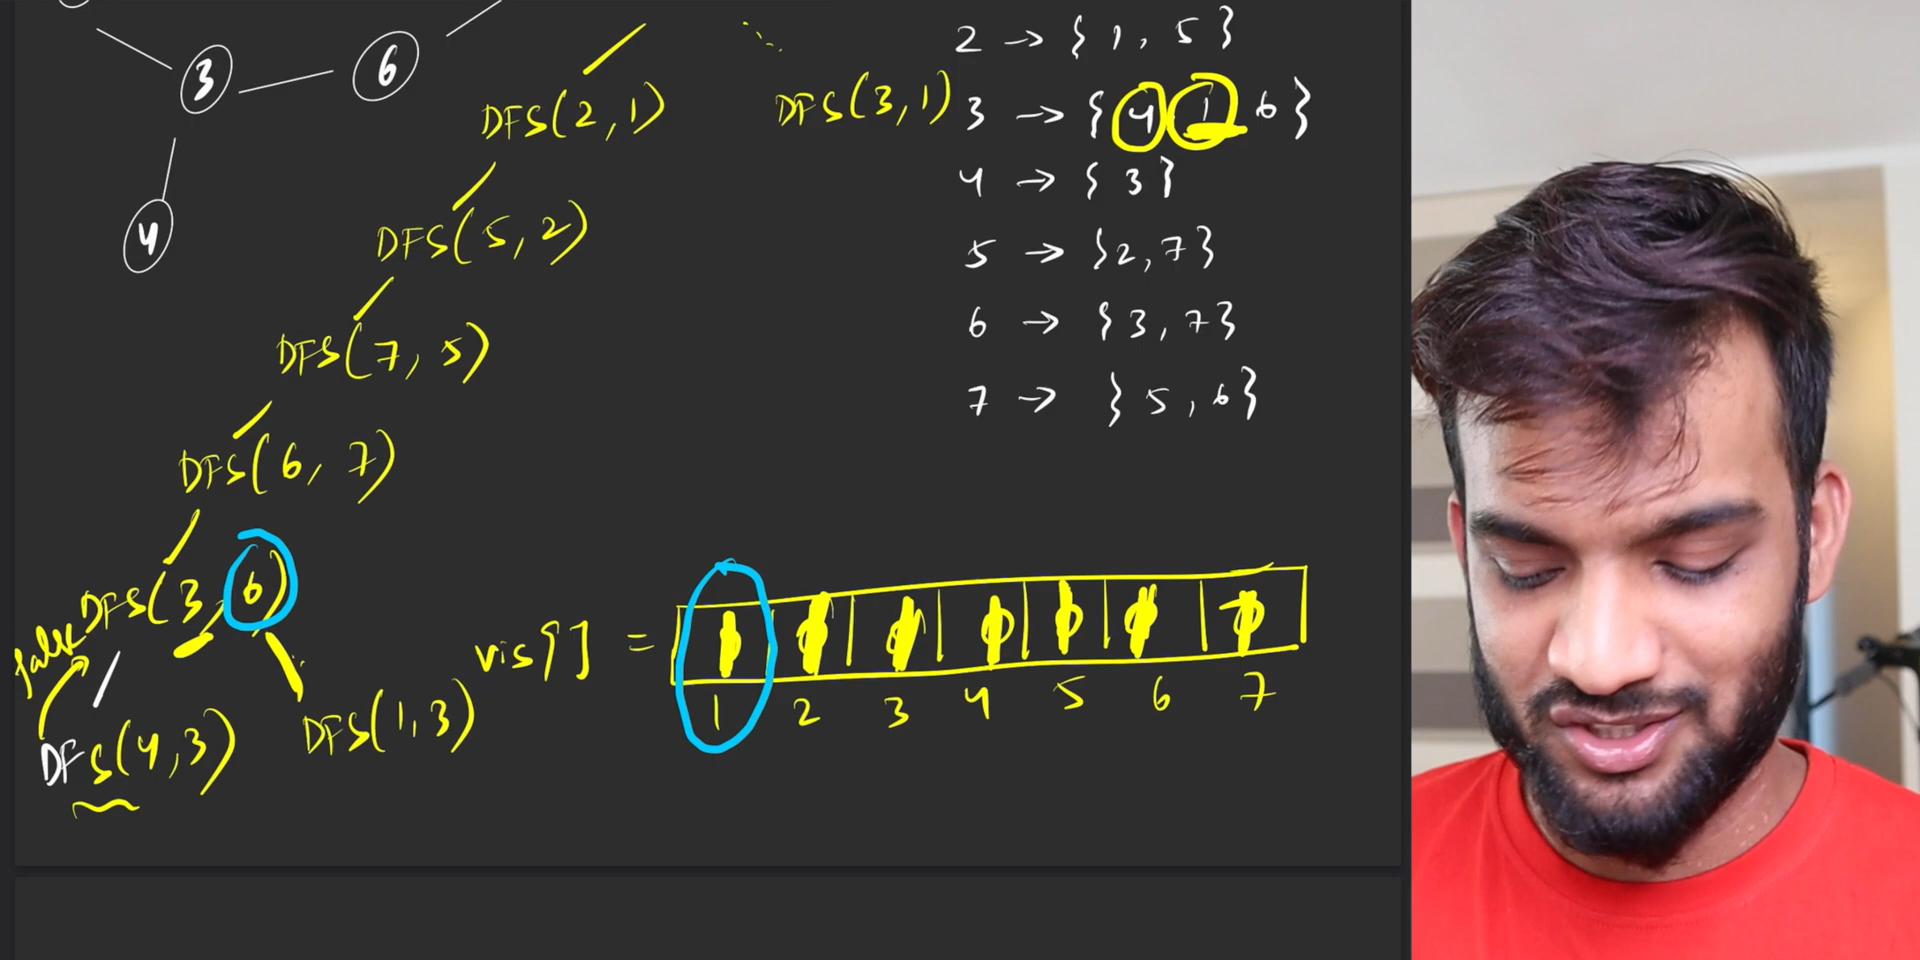 3
6
4
DFS(2,1)
DFS(3,1)
DFS(5,2)
DFS(7,5)
DFS(6,7)
DFS(3,6)
false
DFS(4,3)
DFS(1,3)
2 → {1, 5}
3 → {4 1 6}
4 → {3}
5 → {2,7}
6 → {3,7}
7 → {5,6}
vis[] =
1 2 3 4 5 6 7